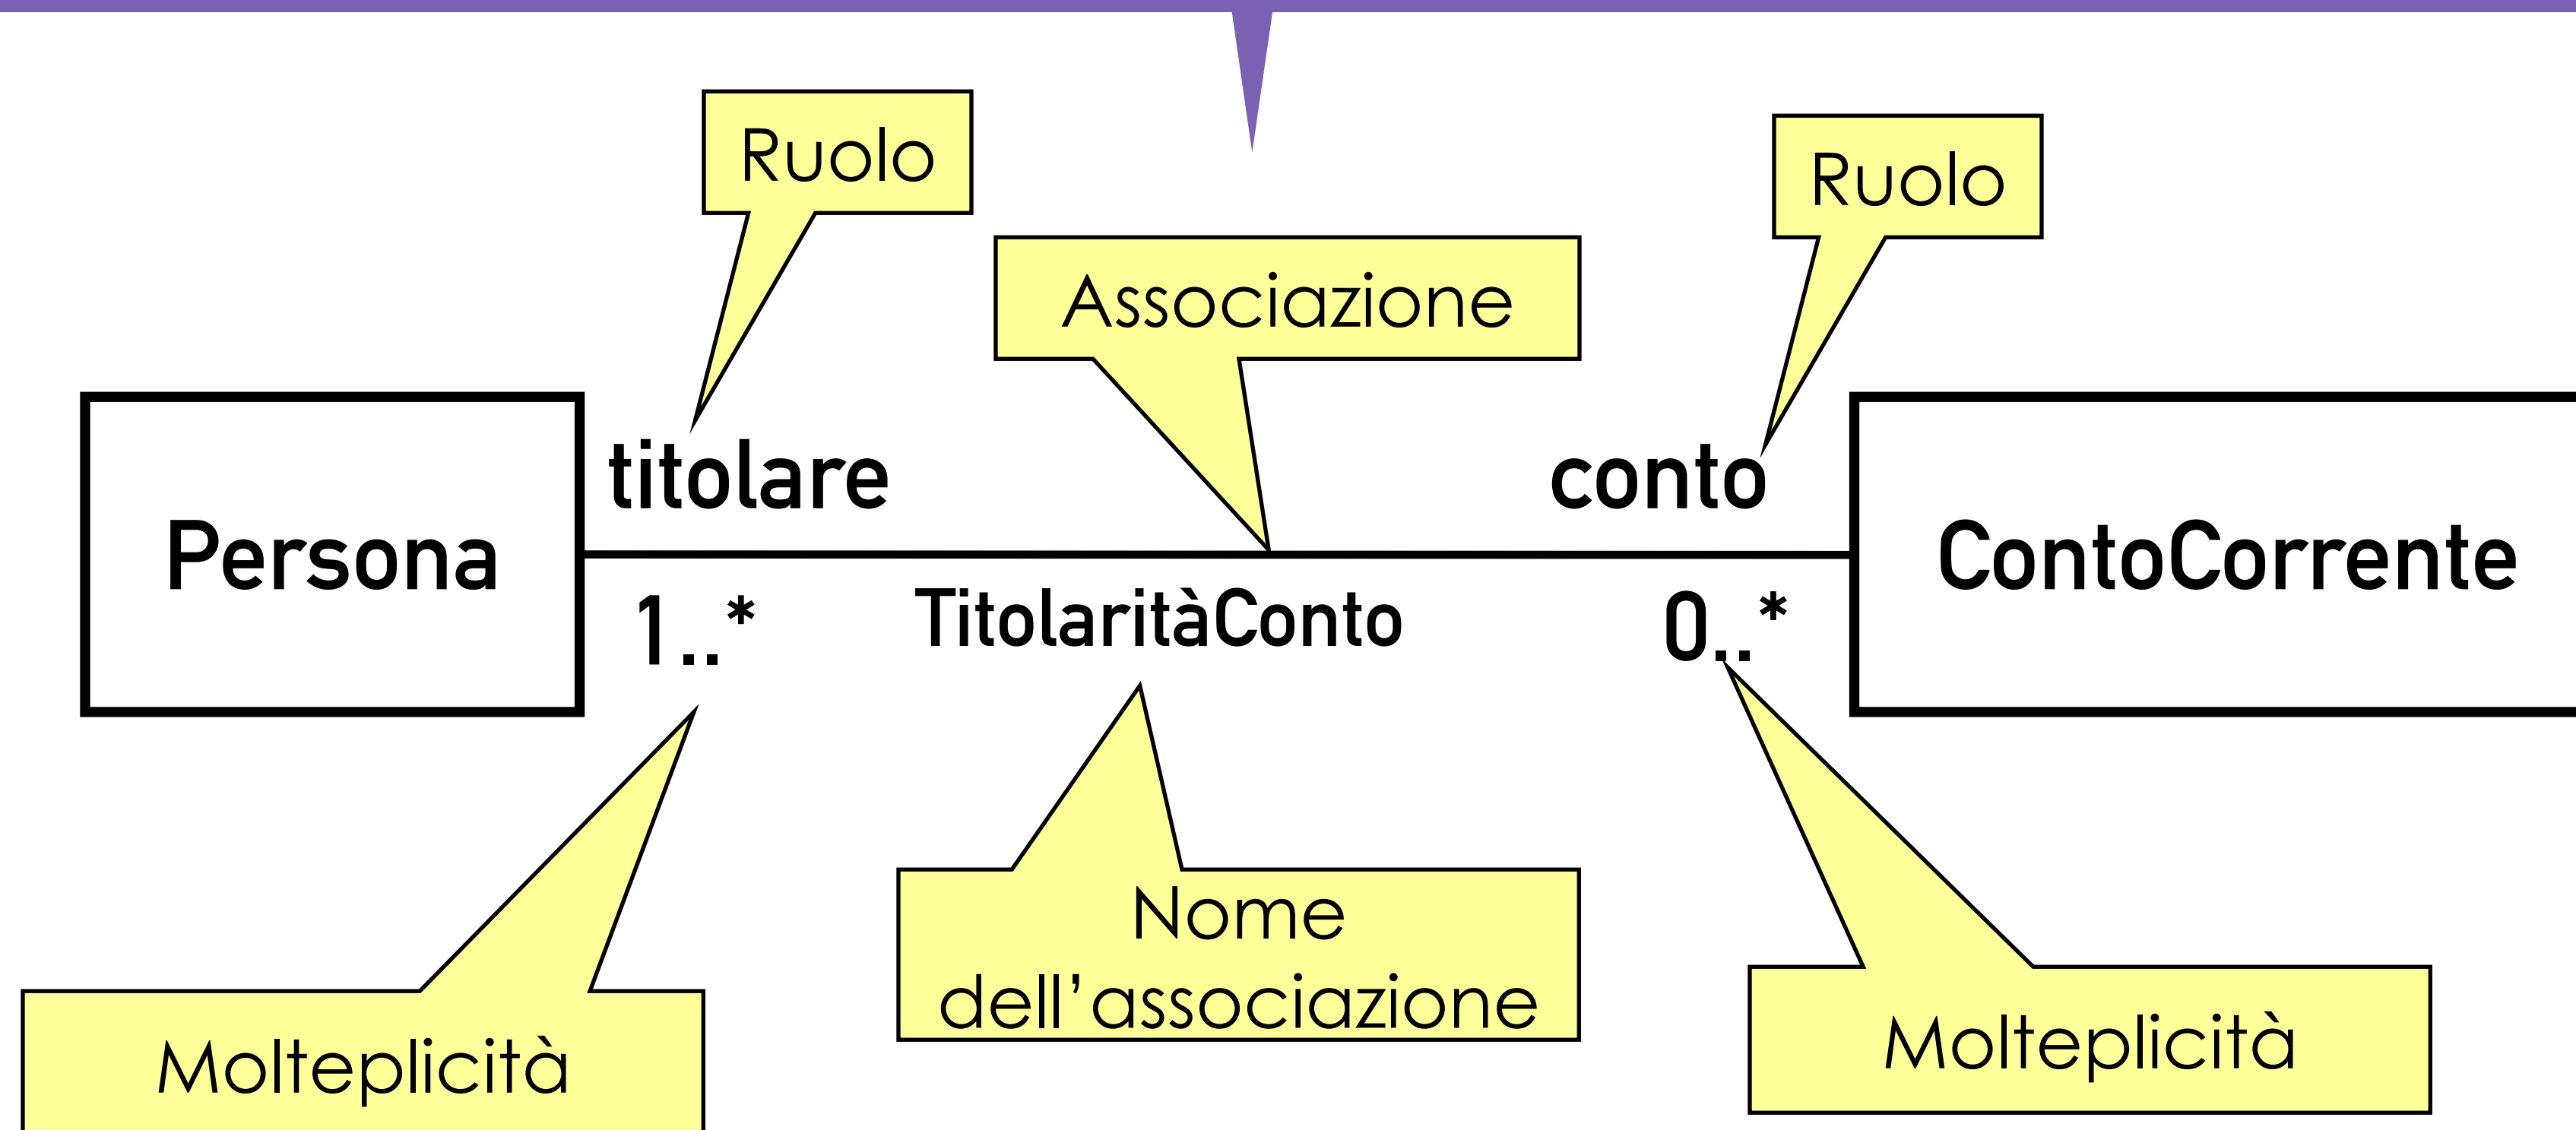 Ruolo
Ruolo
Associazione
titolare
conto
Persona
ContoCorrente
1..*
TitolaritàConto
0..*
Nome
dell’associazione
Molteplicità
Molteplicità